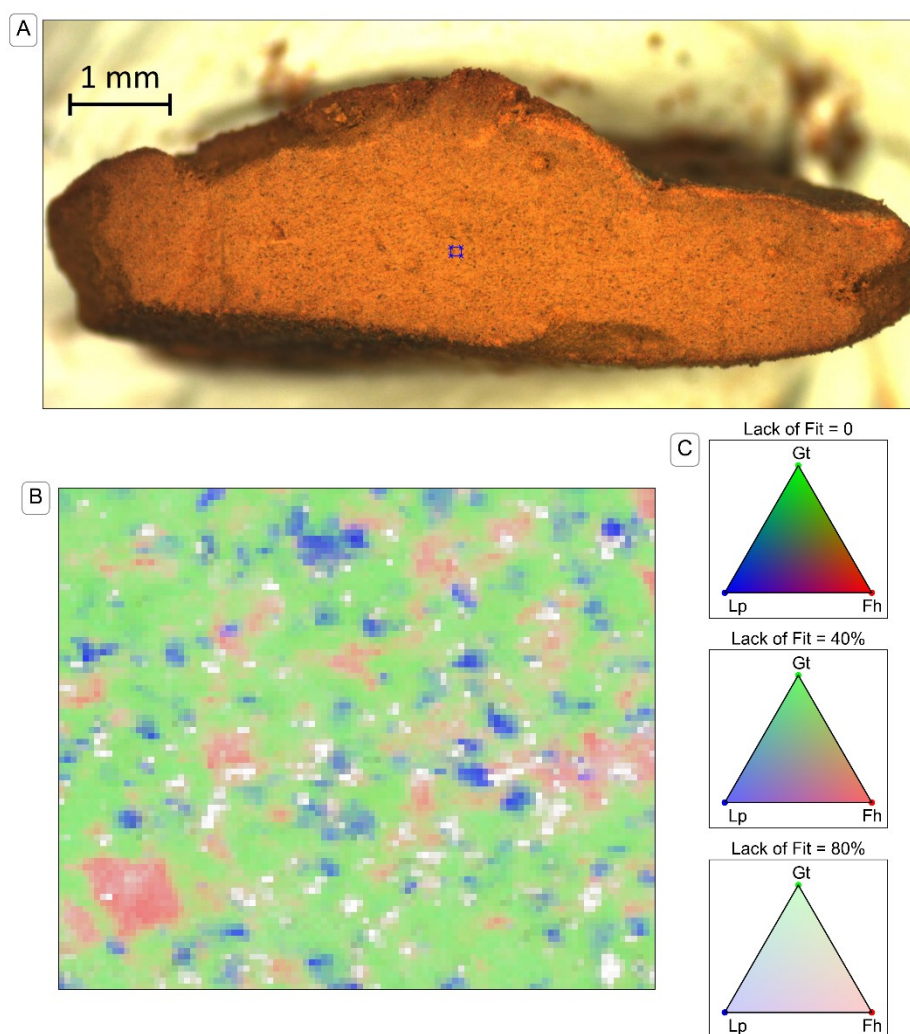 A
1 mm
B
C
Lack of Fit = 0
Gt
Lp
Fh
Lack of Fit = 40%
Gt
Lp
Fh
Lack of Fit = 80%
Gt
Lp
Fh